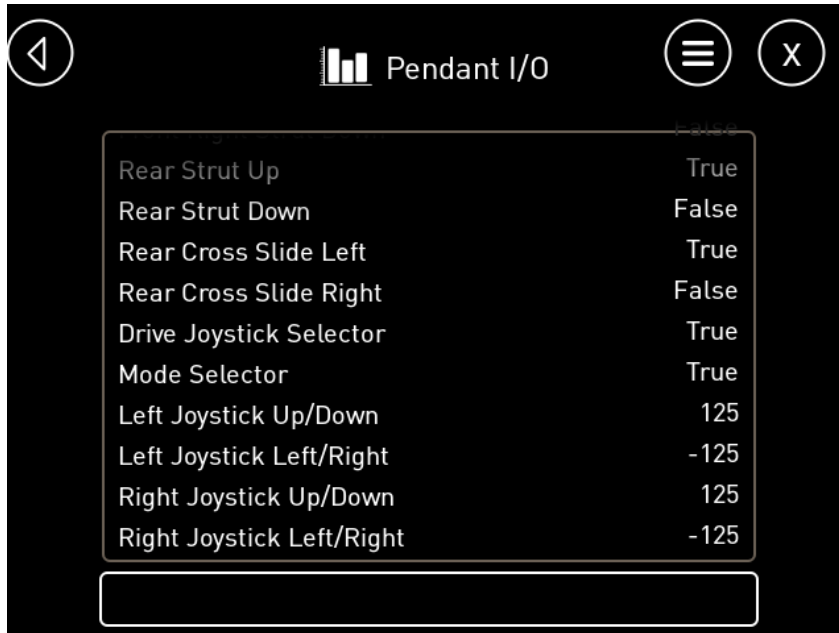 Pendant I/O
X
False
Rear Strut Up True
Rear Strut Down False
Rear Cross Slide Left True
Rear Cross Slide Right False
Drive Joystick Selector True
Mode Selector True
Left Joystick Up/Down 125
Left Joystick Left/Right -125
Right Joystick Up/Down 125
Right Joystick Left/Right -125